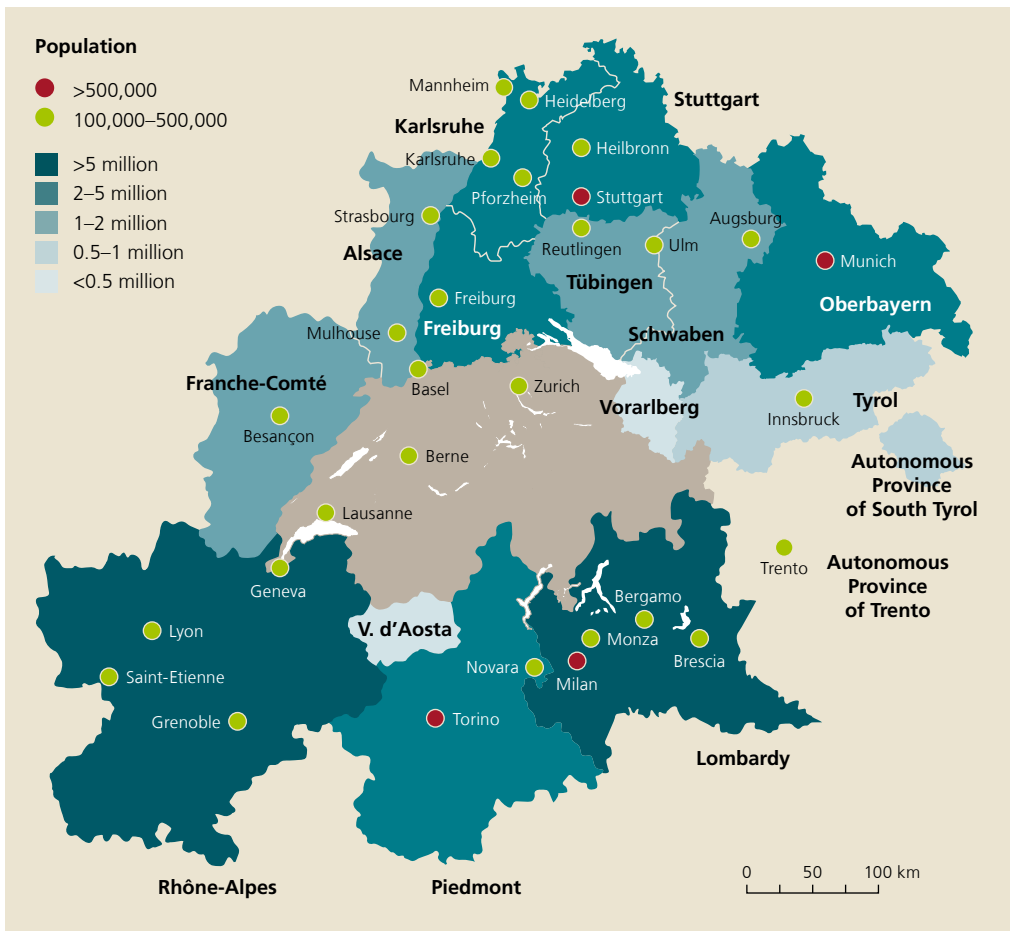 Population
>500,000
100,000–500,000
>5 million
2–5 million
1–2 million
0.5–1 million
<0.5 million
Mannheim
Heidelberg
Stuttgart
Karlsruhe
Heilbronn
Karlsruhe
Pforzheim
Stuttgart
Strasbourg
Augsburg
Reutlingen
Ulm
Alsace
Munich
Tübingen
Freiburg
Oberbayern
Freiburg
Mulhouse
Schwaben
Franche-Comté
Basel
Zurich
Vorarlberg
Tyrol
Innsbruck
Besançon
Berne
Autonomous
Province
of South Tyrol
Lausanne
Trento
Autonomous
Province
of Trento
Geneva
Bergamo
Lyon
V. d’Aosta
Monza
Brescia
Novara
Milan
Saint-Etienne
Grenoble
Torino
Lombardy
Rhône-Alpes
Piedmont
0 50 100 km